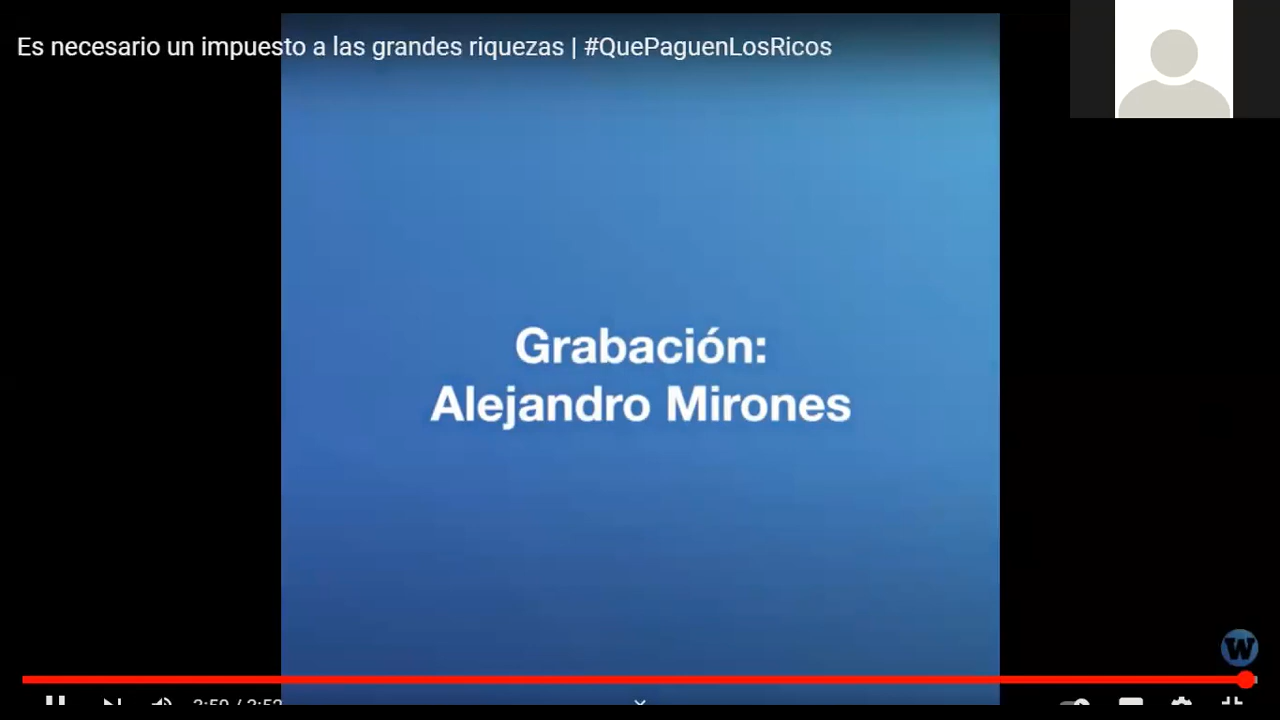 Es necesario un impuesto a las grandes riquezas | #QuePaguenLosRicos
Grabación:
Alejandro Mirones
W